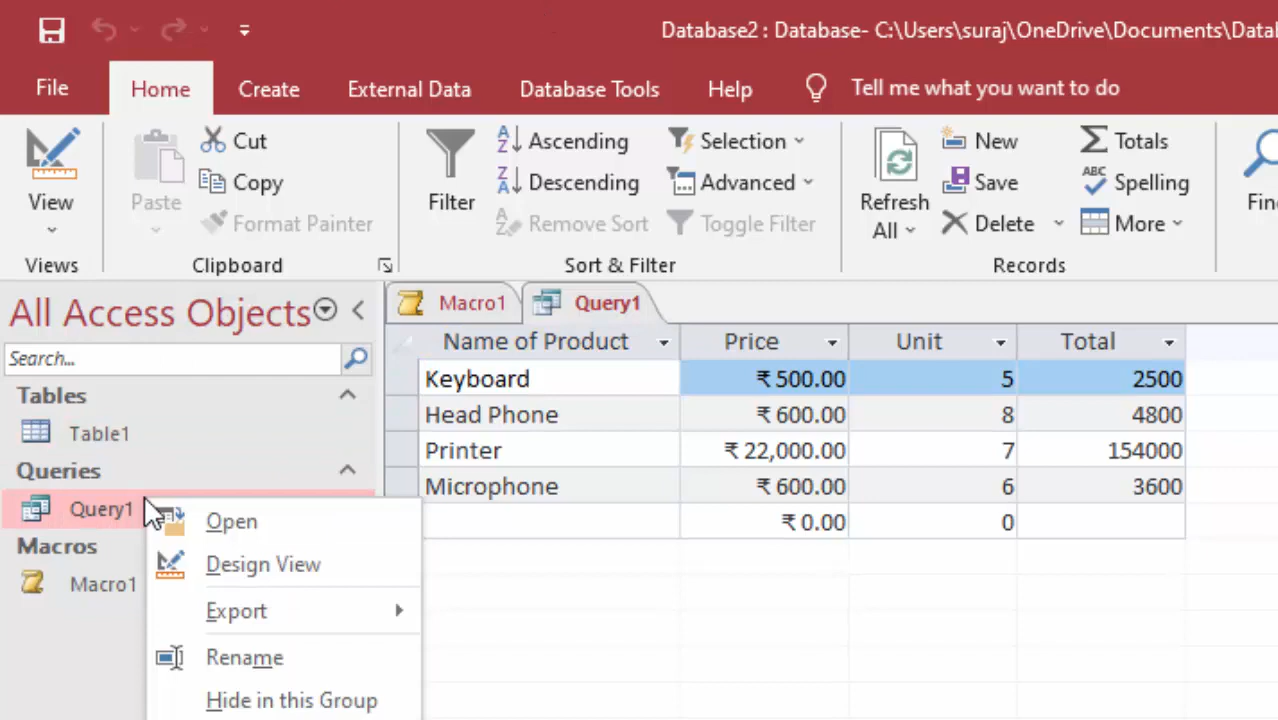 Database2 : Database- C:\Users\suraj\OneDrive\Documents\Datal
File Home Create External Data Database Tools Help Tell me what you want to do
View
Views
Paste
Cut
Copy
Format Painter
Clipboard
Filter
Ascending
Descending
Remove Sort
Selection
Advanced
Toggle Filter
Sort & Filter
Refresh
All
New
Save
Delete
Totals
Spelling
More
Records
Fin
All Access Objects
Search...
Tables
Table1
Queries
Query1
Macros
Macro1
Open
Design View
Export
Rename
Hide in this Group
Macro1 Query1
Name of Product Price Unit Total
Keyboard ₹ 500.00 5 2500
Head Phone ₹ 600.00 8 4800
Printer ₹ 22,000.00 7 154000
Microphone ₹ 600.00 6 3600
₹ 0.00 0